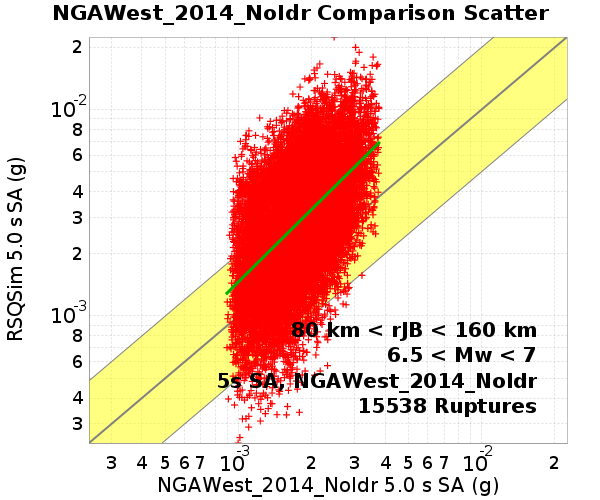 NGAWest_2014_NoIdr Comparison Scatter
RSQSim 5.0 s SA (g)
2
10-2
8
6
4
3
2
10-3
8
6
4
3
80 km < rJB < 160 km
6.5 < Mw < 7
5s SA, NGAWest_2014_NoIdr
15538 Ruptures
3 4 5 6 7 10-3 2 3 4 5 6 7 10-2 2
NGAWest_2014_NoIdr 5.0 s SA (g)